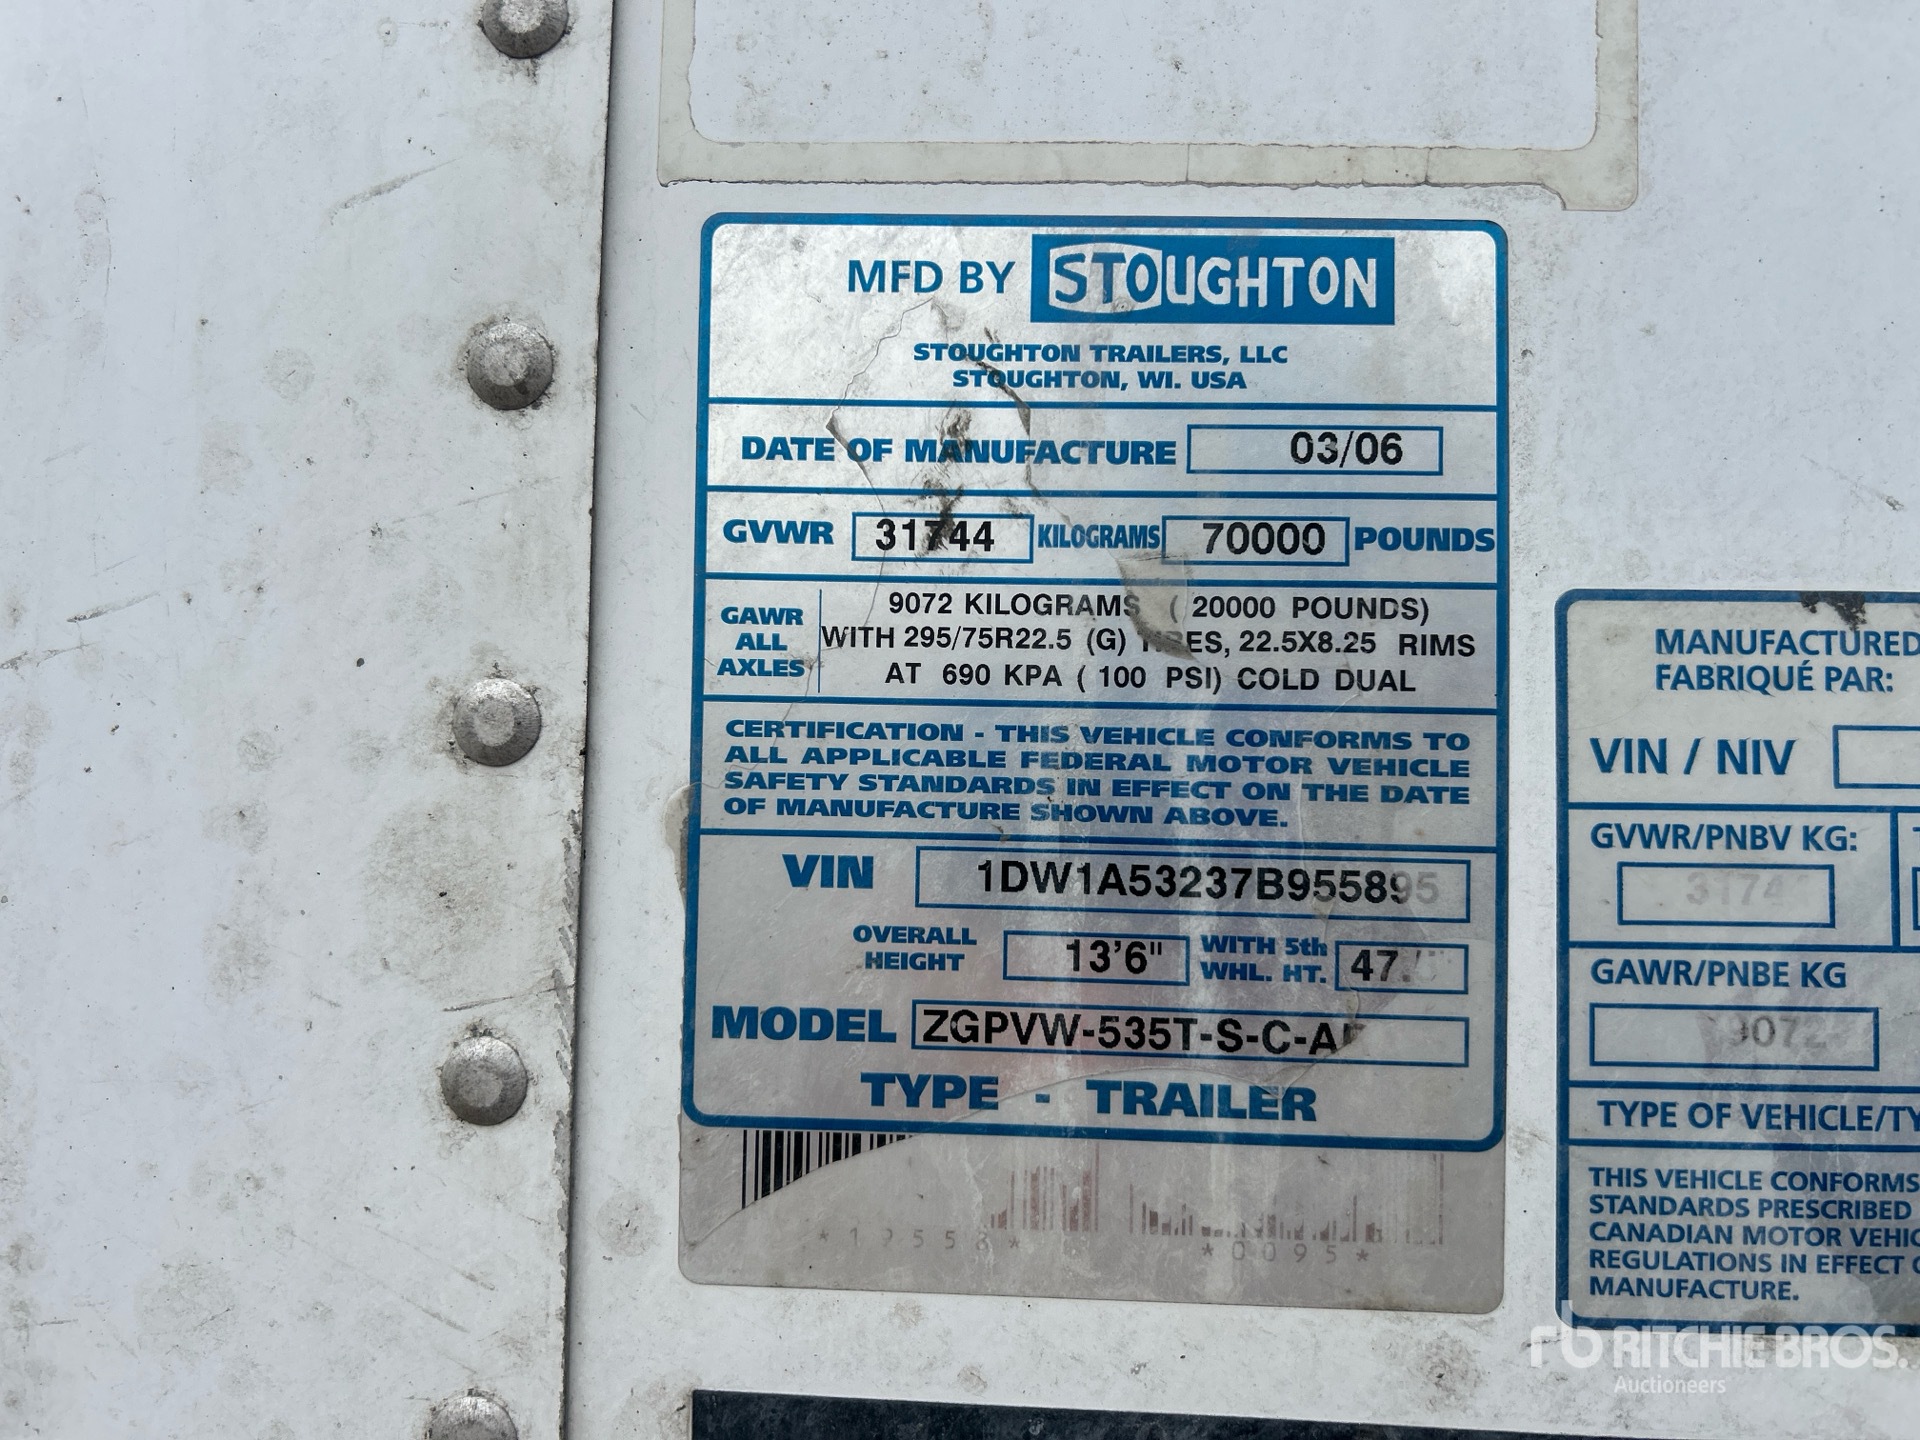 MFD BY STOUGHTON
STOUGHTON TRAILERS, LLC
STOUGHTON, WI. USA
DATE OF MANUFACTURE 03/06
GVWR 31744 KILOGRAMS 70000 POUNDS
GAWR ALL AXLES
9072 KILOGRAMS ( 20000 POUNDS)
WITH 295/75R22.5 (G) TIRES, 22.5X8.25 RIMS
AT 690 KPA ( 100 PSI) COLD DUAL
CERTIFICATION - THIS VEHICLE CONFORMS TO
ALL APPLICABLE FEDERAL MOTOR VEHICLE
SAFETY STANDARDS IN EFFECT ON THE DATE
OF MANUFACTURE SHOWN ABOVE.
VIN 1DW1A53237B955895
OVERALL HEIGHT 13'6" WITH 5th WHL. HT.
MODEL
TYPE - TRAILER
*0095*
MANUFACTURED
FABRIQUÉ PAR:
VIN / NIV
GVWR/PNBV KG:
GAWR/PNBE KG
9072
TYPE OF VEHICLE/TY
THIS VEHICLE CONFORMS
STANDARDS PRESCRIBED
CANADIAN MOTOR VEHIC
REGULATIONS IN EFFECT
MANUFACTURE.
rb RITCHIE BROS.
Auctioneers